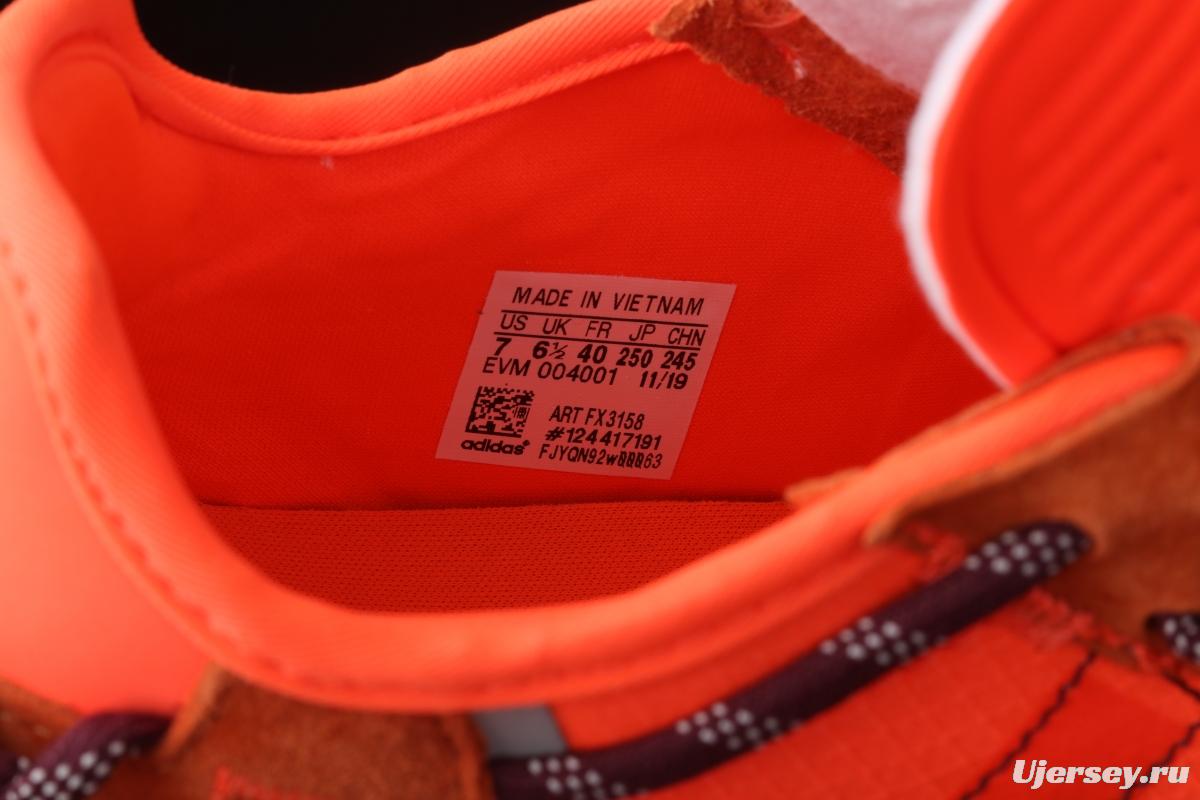 MADE IN VIETNAM
US UK FR JP CHN
7 6½ 40 250 245
EVM 004001 11/19
ART FX3158
#124417191
adidas®
Ujersey.ru